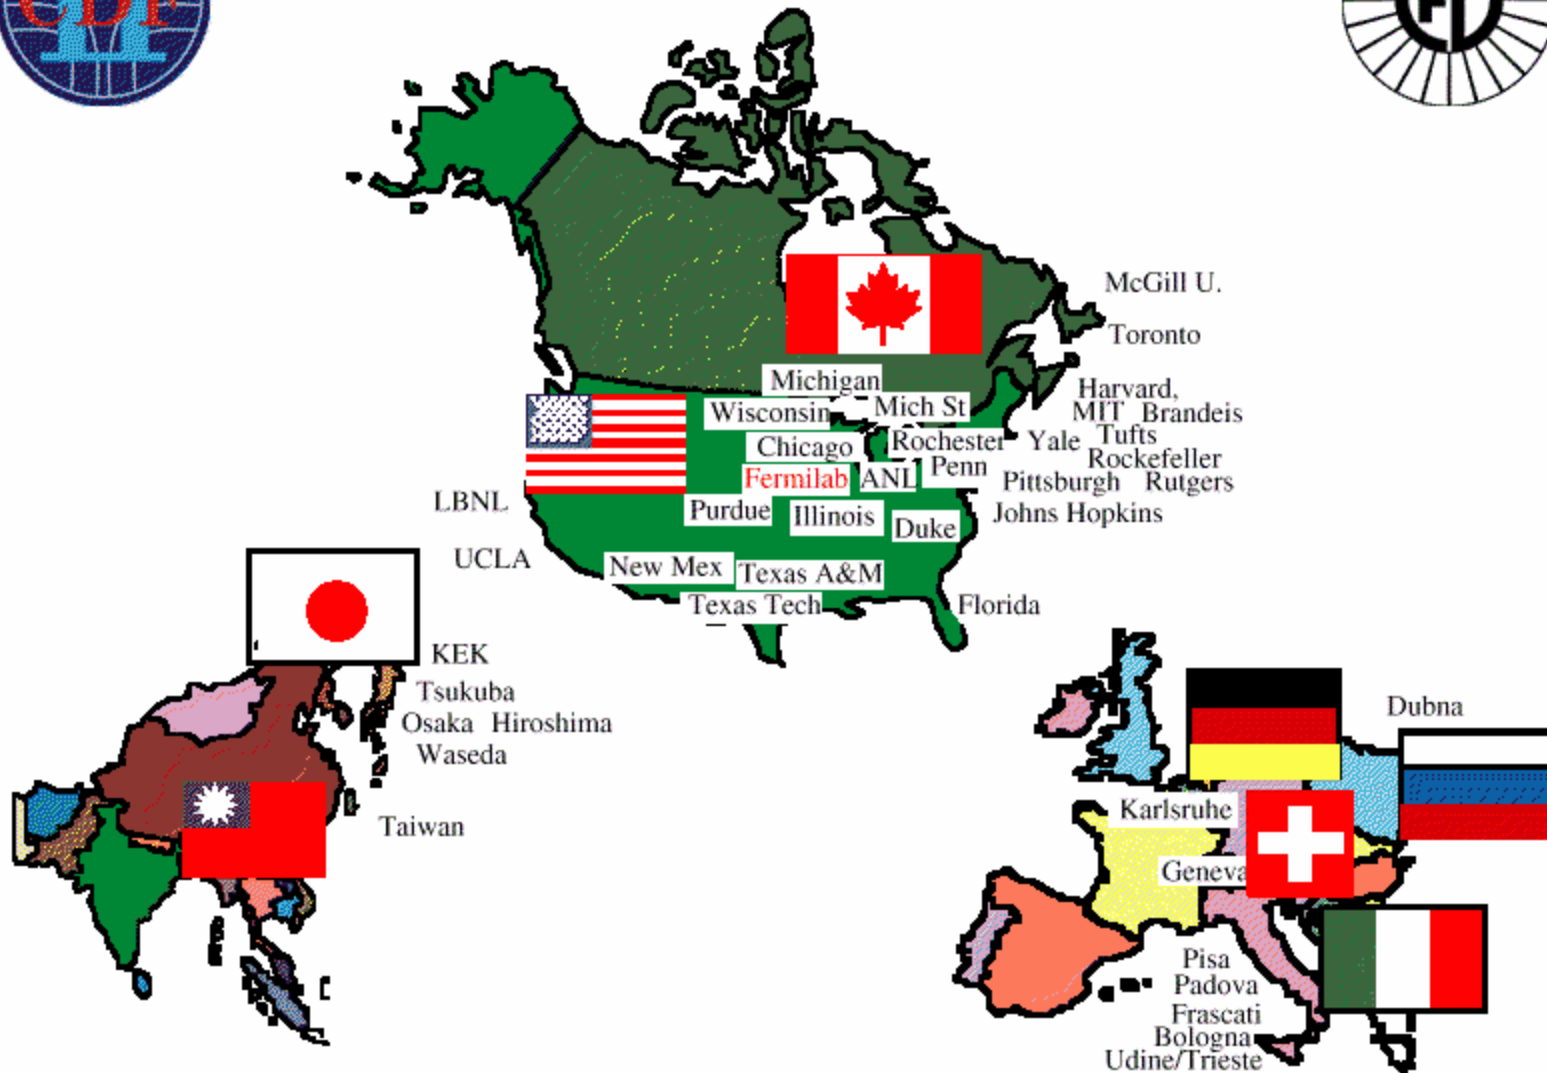 CDF
II
McGill U.
Toronto
Michigan
Harvard,
Wisconsin
Mich St
MIT Brandeis
Chicago
Rochester
Yale
Tufts
Penn
Rockefeller
Fermilab
ANL
Pittsburgh Rutgers
LBNL
Purdue
Illinois
Duke
Johns Hopkins
UCLA
New Mex
Texas A&M
Texas Tech
Florida
KEK
Tsukuba
Osaka Hiroshima
Waseda
Taiwan
Dubna
Karlsruhe
Geneva
Pisa
Padova
Frascati
Bologna
Udine/Trieste